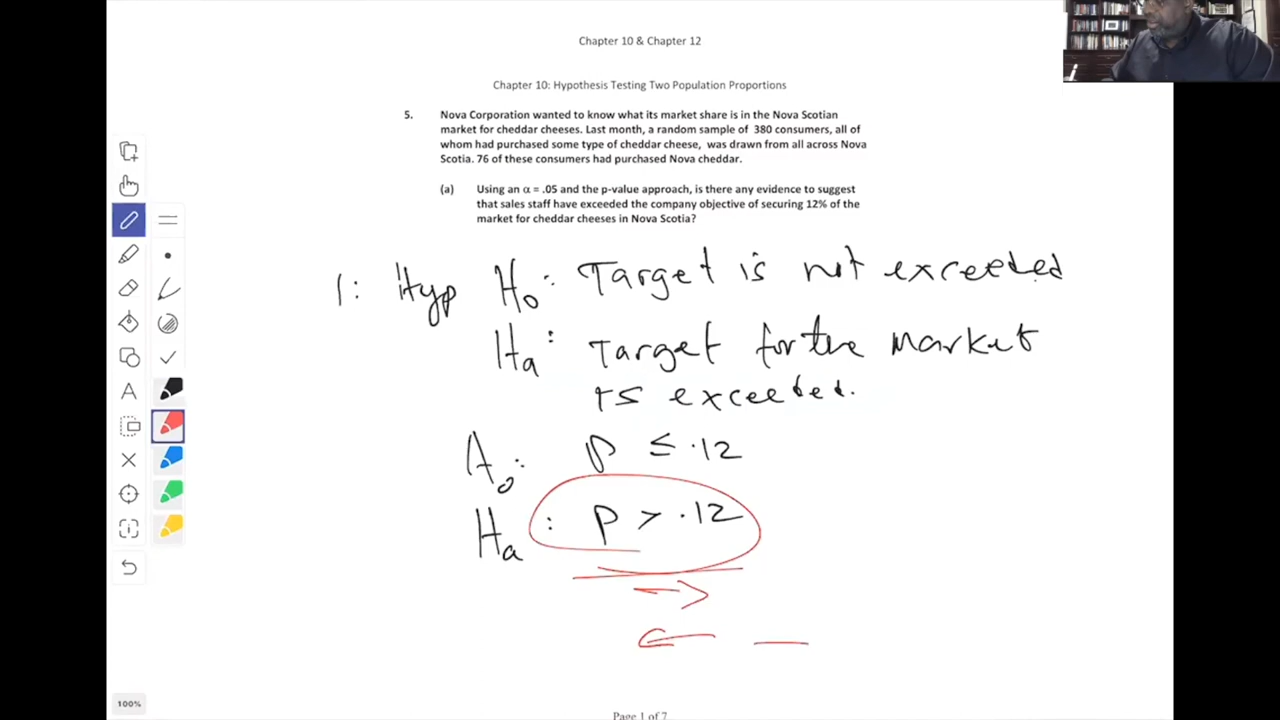 Chapter 10 & Chapter 12
Chapter 10: Hypothesis Testing Two Population Proportions
5. Nova Corporation wanted to know what its market share is in the Nova Scotian
market for cheddar cheeses. Last month, a random sample of 380 consumers, all of
whom had purchased some type of cheddar cheese, was drawn from all across Nova
Scotia. 76 of these consumers had purchased Nova cheddar.
(a) Using an α = .05 and the p-value approach, is there any evidence to suggest
that sales staff have exceeded the company objective of securing 12% of the
market for cheddar cheeses in Nova Scotia?
1: Hyp H₀: Target is not exceeded
Hₐ: Target for the market
is exceeded.
H₀: p ≤ .12
Hₐ: p > .12
A
100%
Page 1 of 7